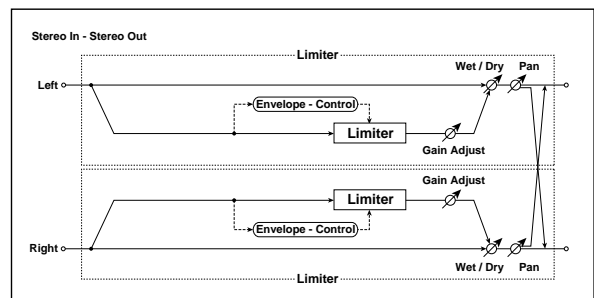 Stereo In - Stereo Out
Limiter
Wet / Dry Pan
Left
Envelope - Control
Limiter
Gain Adjust
Gain Adjust
Limiter
Envelope - Control
Right
Wet / Dry Pan
Limiter